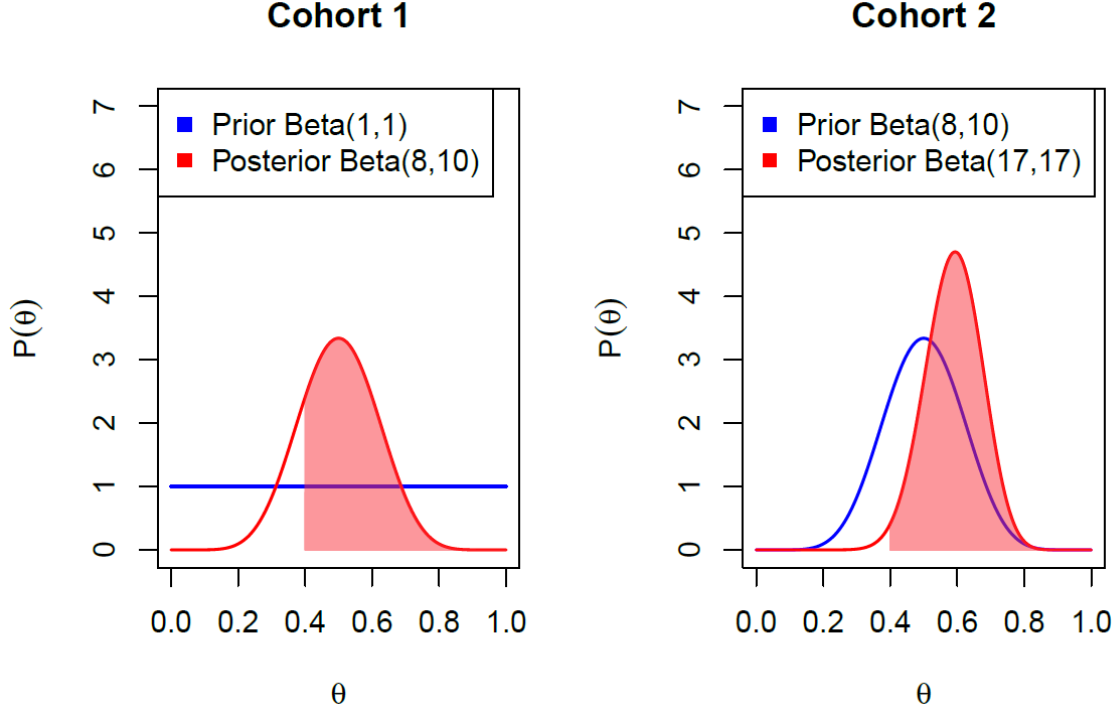 Cohort 1
Prior Beta(1,1)
Posterior Beta(8,10)
P(θ)
7
6
5
4
3
2
1
0
0.0 0.2 0.4 0.6 0.8 1.0
θ
Cohort 2
Prior Beta(8,10)
Posterior Beta(17,17)
P(θ)
7
6
5
4
3
2
1
0
0.0 0.2 0.4 0.6 0.8 1.0
θ